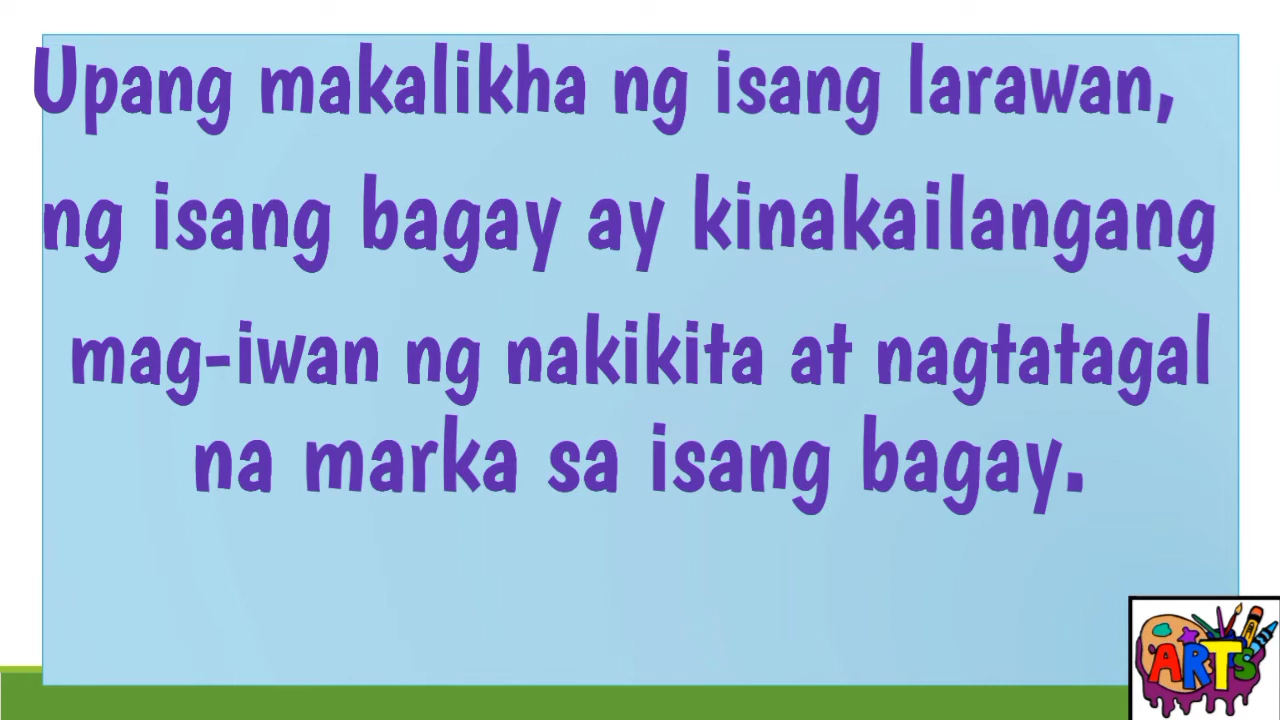 Upang makalikha ng isang larawan,
ng isang bagay ay kinakailangang
mag-iwan ng nakikita at nagtatagal
na marka sa isang bagay.
ARTS